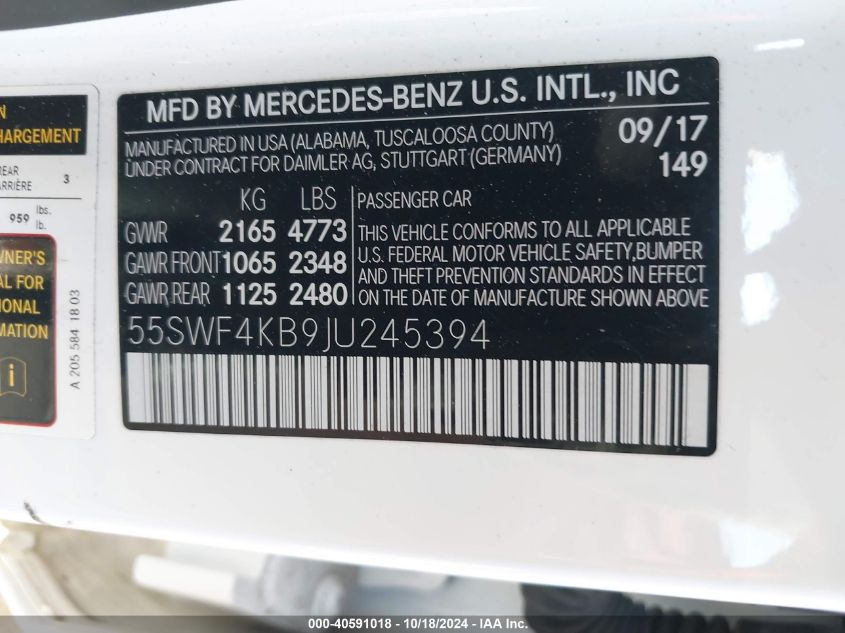 N
CHARGEMENT
REAR
ARRIÈRE 3
959 lbs.
lb.
WNER'S
AL FOR
IONAL
MATION
A 205 584 18 03
MFD BY MERCEDES-BENZ U.S. INTL., INC
MANUFACTURED IN USA (ALABAMA, TUSCALOOSA COUNTY)
UNDER CONTRACT FOR DAIMLER AG, STUTTGART (GERMANY)
09/17
149
KG LBS
GVWR 2165 4773
GAWR FRONT 1065 2348
GAWR REAR 1125 2480
PASSENGER CAR
THIS VEHICLE CONFORMS TO ALL APPLICABLE
U.S. FEDERAL MOTOR VEHICLE SAFETY, BUMPER
AND THEFT PREVENTION STANDARDS IN EFFECT
ON THE DATE OF MANUFACTURE SHOWN ABOVE
55SWF4KB9JU245394
000-40591018 - 10/18/2024 - IAA Inc.